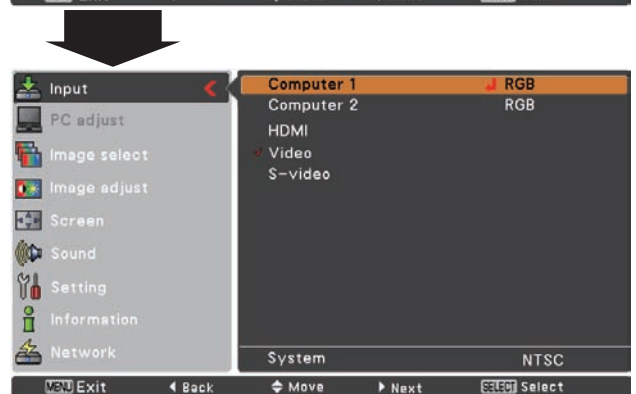 Input
PC adjust
Image select
Image adjust
Screen
Sound
Setting
Information
Network
Computer 1 RGB
Computer 2 RGB
HDMI
Video
S-video
System NTSC
MENU Exit Back Move Next SELECT Select